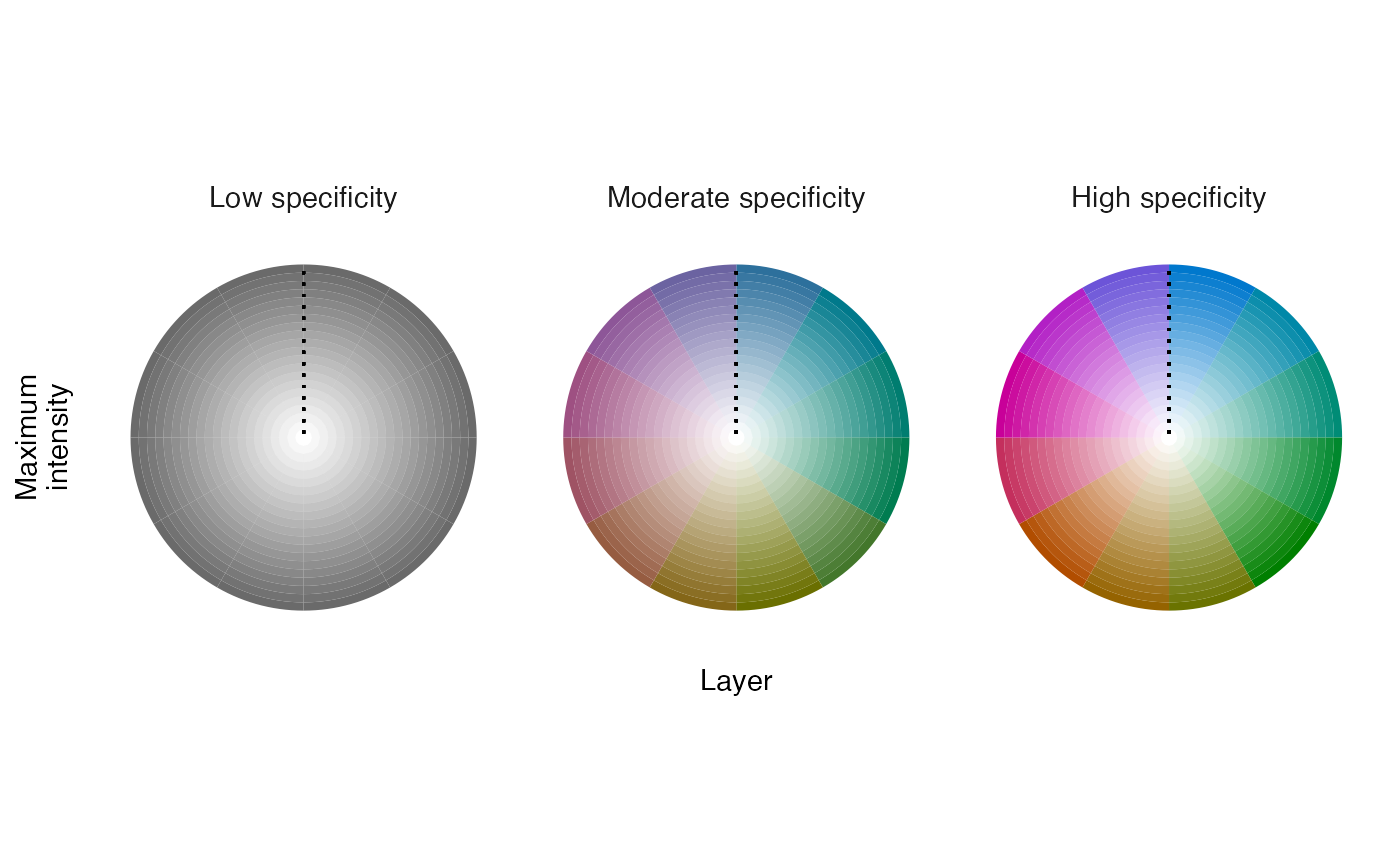 Low specificity
Moderate specificity
High specificity
Maximum
intensity
Layer